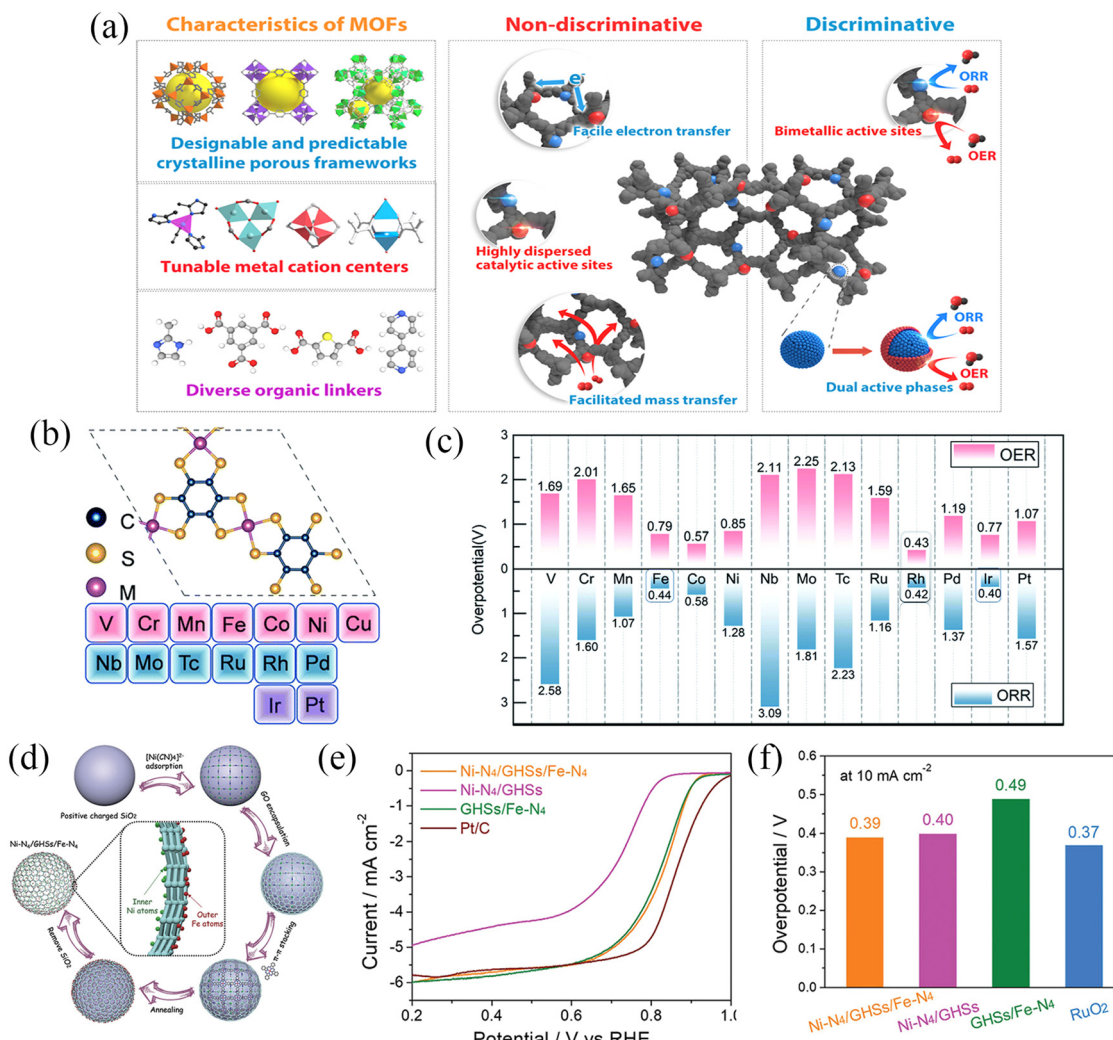 (a)
Characteristics of MOFs
Designable and predictable
crystalline porous frameworks
Tunable metal cation centers
Diverse organic linkers
Non-discriminative
e⁻
Facile electron transfer
Highly dispersed
catalytic active sites
Facilitated mass transfer
Discriminative
ORR
Bimetallic active sites
OER
ORR
OER
Dual active phases
(b)
C
S
M
V Cr Mn Fe Co Ni Cu
Nb Mo Tc Ru Rh Pd
Ir Pt
(c)
Overpotential(V)
3
2
1
0
1
2
3
OER
1.69 2.01 1.65 0.79 0.57 0.85 2.11 2.25 2.13 1.59 0.43 1.19 0.77 1.07
V Cr Mn Fe Co Ni Nb Mo Tc Ru Rh Pd Ir Pt
2.58 1.60 1.07 0.44 0.58 1.28 3.09 1.81 2.23 1.16 0.42 1.37 0.40 1.57
ORR
(d)
[Ni(CN)4]²⁻
adsorption
Positive charged SiO₂
GO encapsulation
π-π stacking
Annealing
Remove SiO₂
Ni-N₄/GHSs/Fe-N₄
Inner
Ni atoms
Outer
Fe atoms
(e)
Current / mA cm⁻²
0
-1
-2
-3
-4
-5
-6
Ni-N₄/GHSs/Fe-N₄
Ni-N₄/GHSs
GHSs/Fe-N₄
Pt/C
0.2 0.4 0.6 0.8 1.0
Potential / V vs RHE
(f)
Overpotential / V
0.6
0.5
0.4
0.3
0.2
0.1
0.0
at 10 mA cm⁻²
0.39 0.40 0.49 0.37
Ni-N₄/GHSs/Fe-N₄
Ni-N₄/GHSs
GHSs/Fe-N₄
RuO₂